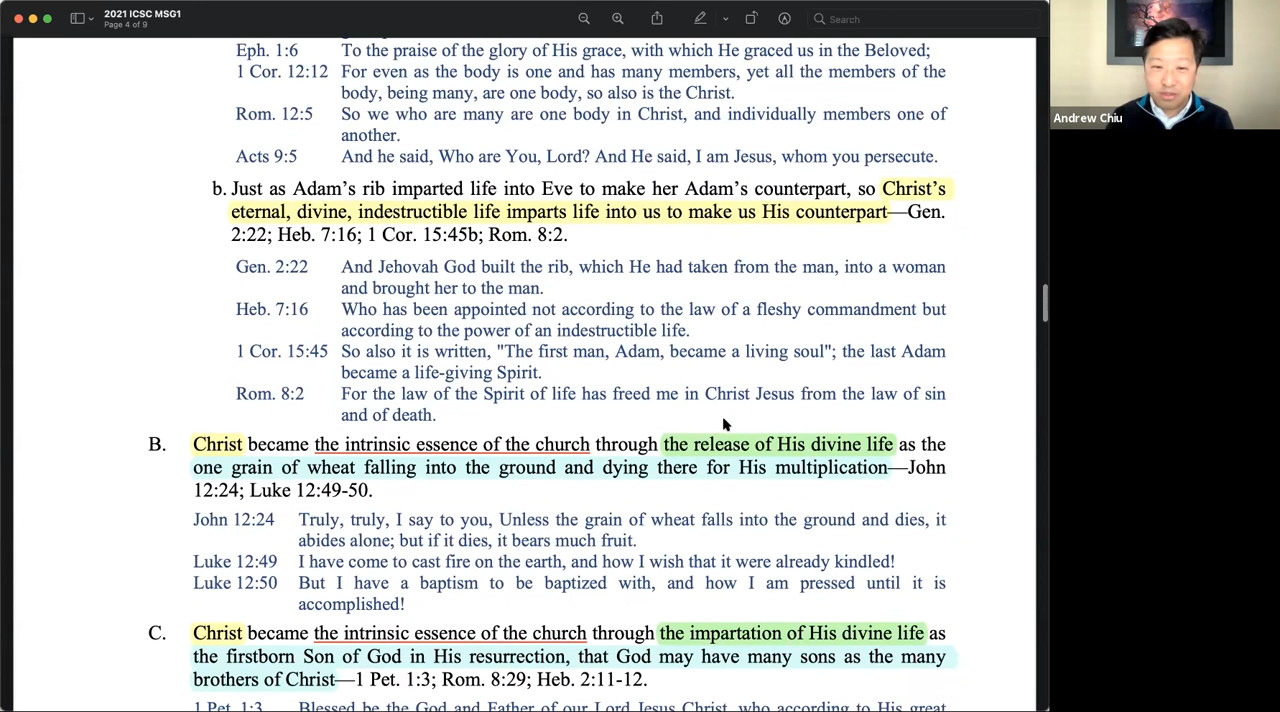 2021 ICSC MSG1
Page 4 of 9
Search
Eph. 1:6 To the praise of the glory of His grace, with which He graced us in the Beloved;
1 Cor. 12:12 For even as the body is one and has many members, yet all the members of the
body, being many, are one body, so also is the Christ.
Rom. 12:5 So we who are many are one body in Christ, and individually members one of
another.
Acts 9:5 And he said, Who are You, Lord? And He said, I am Jesus, whom you persecute.
b. Just as Adam's rib imparted life into Eve to make her Adam's counterpart, so Christ's
eternal, divine, indestructible life imparts life into us to make us His counterpart—Gen.
2:22; Heb. 7:16; 1 Cor. 15:45b; Rom. 8:2.
Gen. 2:22 And Jehovah God built the rib, which He had taken from the man, into a woman
and brought her to the man.
Heb. 7:16 Who has been appointed not according to the law of a fleshy commandment but
according to the power of an indestructible life.
1 Cor. 15:45 So also it is written, "The first man, Adam, became a living soul"; the last Adam
became a life-giving Spirit.
Rom. 8:2 For the law of the Spirit of life has freed me in Christ Jesus from the law of sin
and of death.
B. Christ became the intrinsic essence of the church through the release of His divine life as the
one grain of wheat falling into the ground and dying there for His multiplication—John
12:24; Luke 12:49-50.
John 12:24 Truly, truly, I say to you, Unless the grain of wheat falls into the ground and dies, it
abides alone; but if it dies, it bears much fruit.
Luke 12:49 I have come to cast fire on the earth, and how I wish that it were already kindled!
Luke 12:50 But I have a baptism to be baptized with, and how I am pressed until it is
accomplished!
C. Christ became the intrinsic essence of the church through the impartation of His divine life as
the firstborn Son of God in His resurrection, that God may have many sons as the many
brothers of Christ—1 Pet. 1:3; Rom. 8:29; Heb. 2:11-12.
1 Pet. 1:3 Blessed be the God and Father of our Lord Jesus Christ, who according to His great
Andrew Chiu